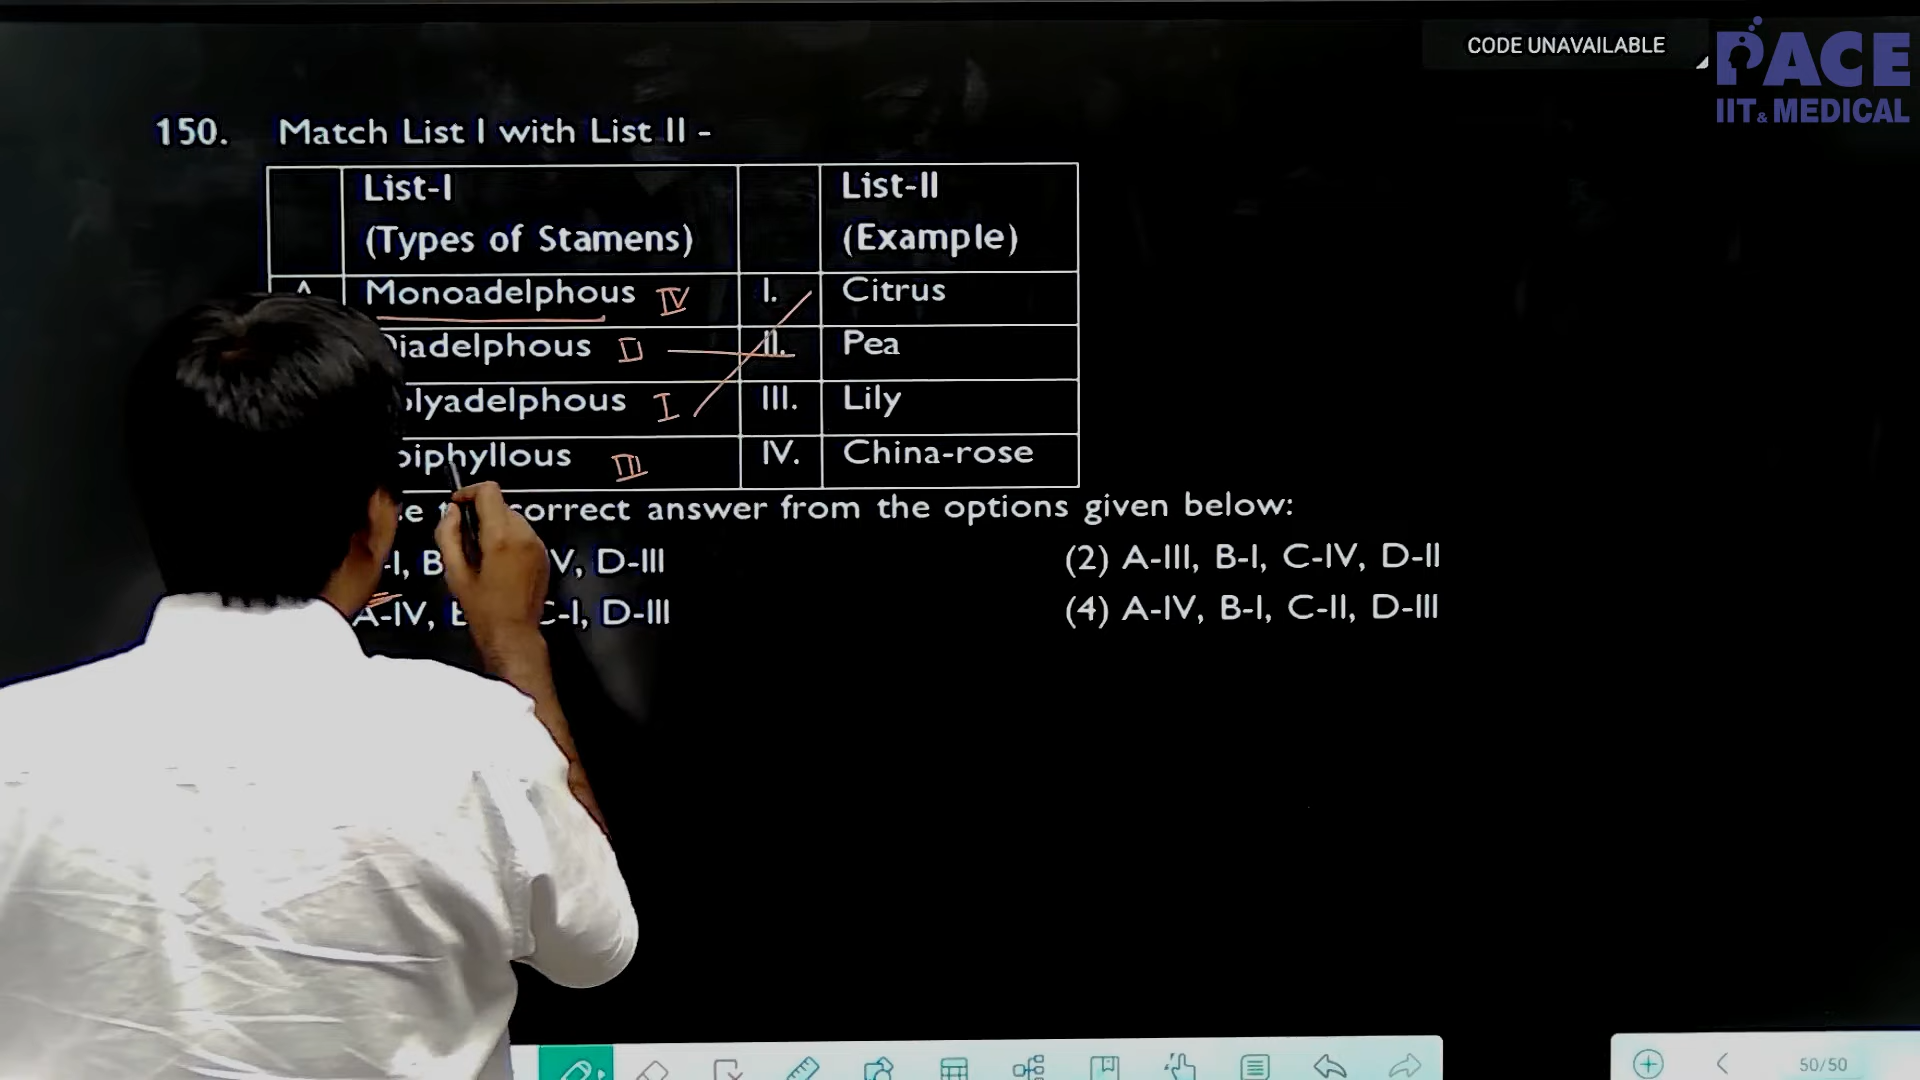 CODE UNAVAILABLE
PACE
IIT & MEDICAL
150. Match List I with List II -
List-I List-II
(Types of Stamens) (Example)
Monoadelphous IV I. Citrus
iadelphous II II. Pea
lyadelphous I III. Lily
iphyllous III IV. China-rose
correct answer from the options given below:
-I, B V, D-III (2) A-III, B-I, C-IV, D-II
A-IV, C-I, D-III (4) A-IV, B-I, C-II, D-III
50/50